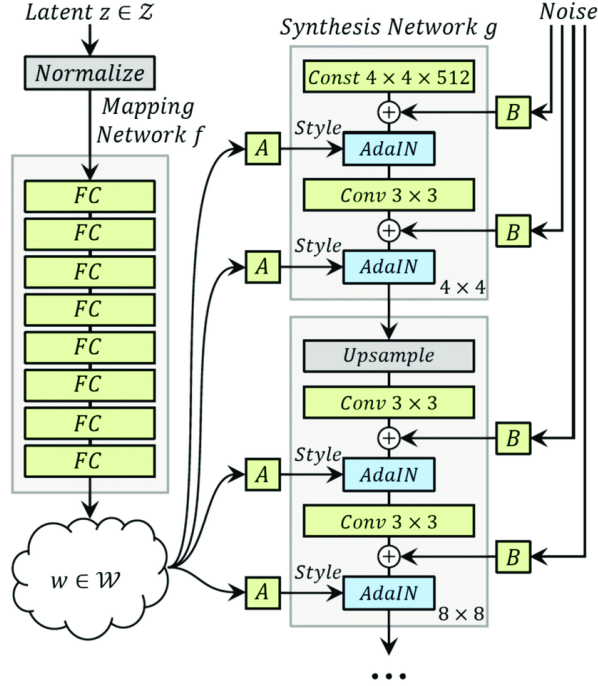 Latent z ∈ 𝒵
Normalize
Mapping
Network f
FC
FC
FC
FC
FC
FC
FC
FC
w ∈ 𝒲
Synthesis Network g
Noise
Const 4 × 4 × 512
+
B
A
Style
AdaIN
Conv 3 × 3
+
B
A
Style
AdaIN
4 × 4
Upsample
Conv 3 × 3
+
B
A
Style
AdaIN
Conv 3 × 3
+
B
A
Style
AdaIN
8 × 8
...